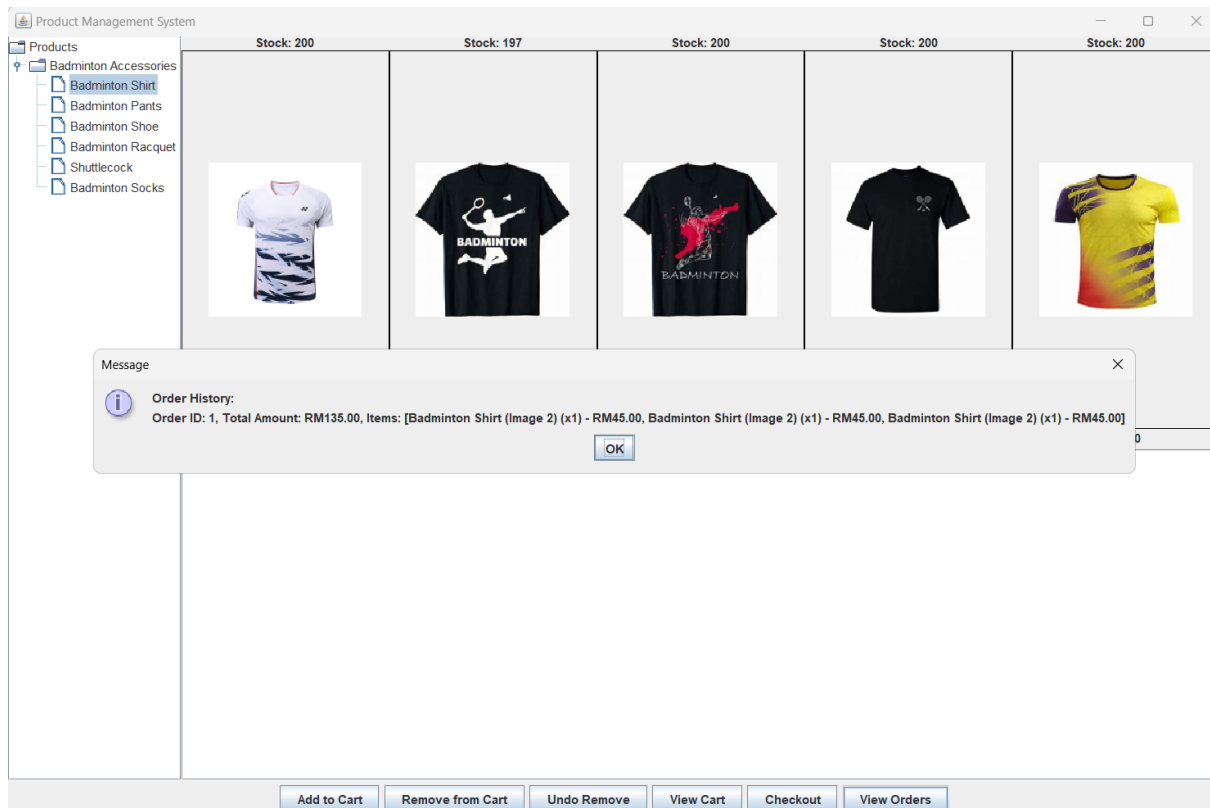 Product Management System
Products
Badminton Accessories
Badminton Shirt
Badminton Pants
Badminton Shoe
Badminton Racquet
Shuttlecock
Badminton Socks
Stock: 200
Stock: 197
Stock: 200
Stock: 200
Stock: 200
BADMINTON
BADMINTON
Message
Order History:
Order ID: 1, Total Amount: RM135.00, Items: [Badminton Shirt (Image 2) (x1) - RM45.00, Badminton Shirt (Image 2) (x1) - RM45.00, Badminton Shirt (Image 2) (x1) - RM45.00]
OK
0
Add to Cart
Remove from Cart
Undo Remove
View Cart
Checkout
View Orders